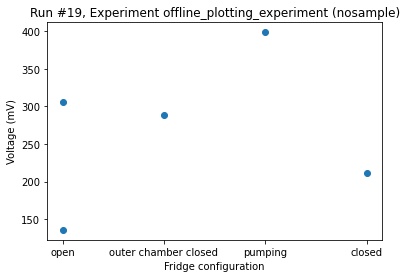 Run #19, Experiment offline_plotting_experiment (nosample)
400
350
300
250
200
150
Voltage (mV)
open
outer chamber closed
pumping
closed
Fridge configuration